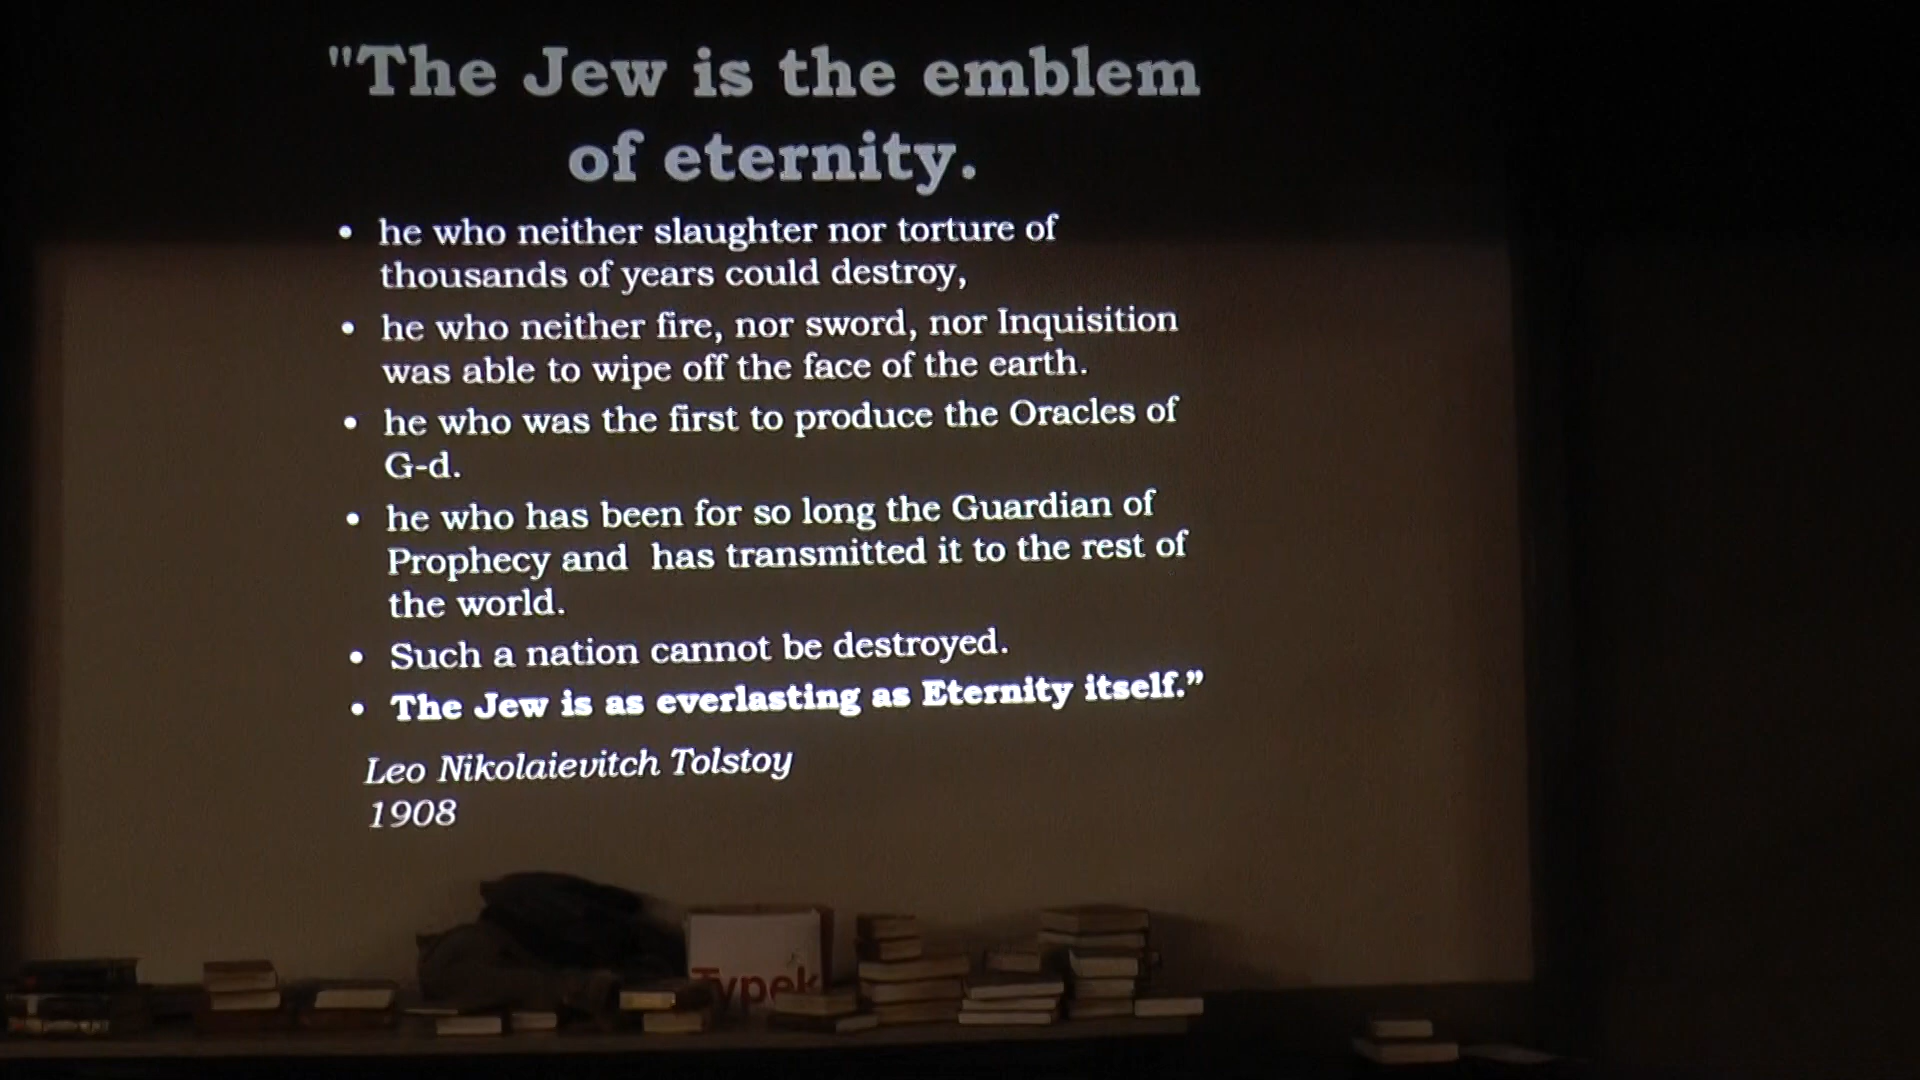 "The Jew is the emblem
of eternity.
• he who neither slaughter nor torture of
thousands of years could destroy,
• he who neither fire, nor sword, nor Inquisition
was able to wipe off the face of the earth.
• he who was the first to produce the Oracles of
G-d.
• he who has been for so long the Guardian of
Prophecy and has transmitted it to the rest of
the world.
• Such a nation cannot be destroyed.
• The Jew is as everlasting as Eternity itself.”
Leo Nikolaievitch Tolstoy
1908
Typek